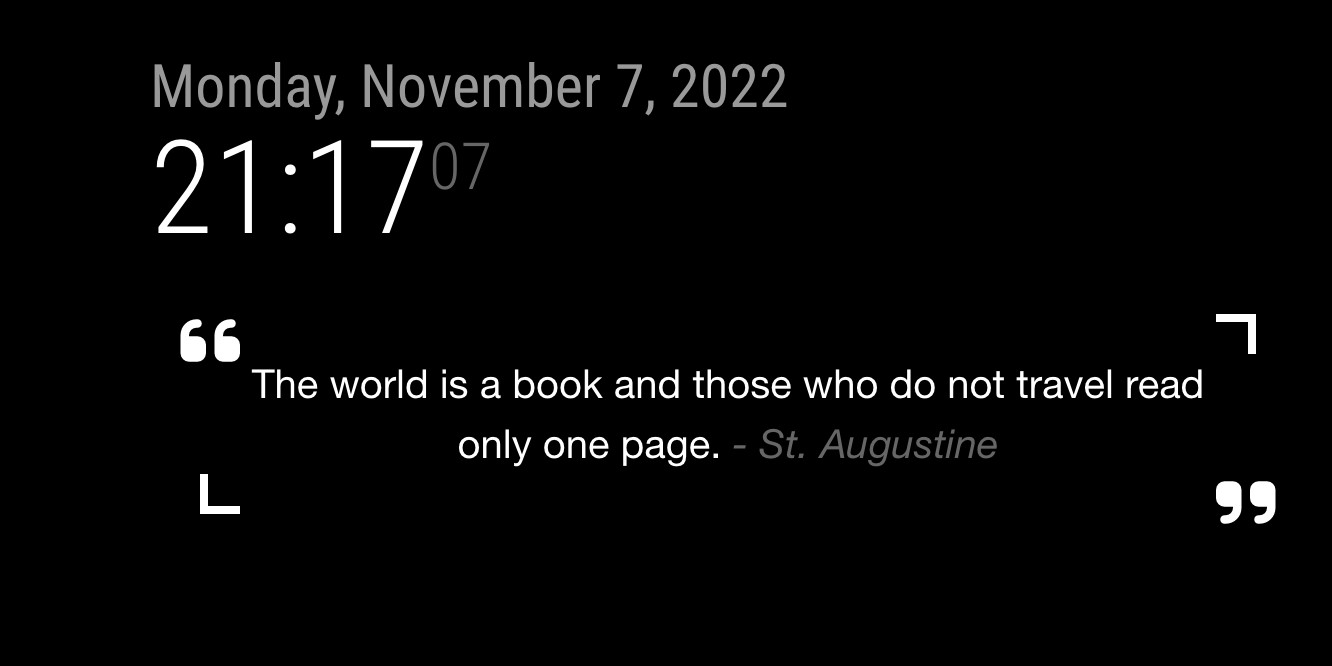 Monday, November 7, 2022
21:17 07
“The world is a book and those who do not travel read
only one page. - St. Augustine”